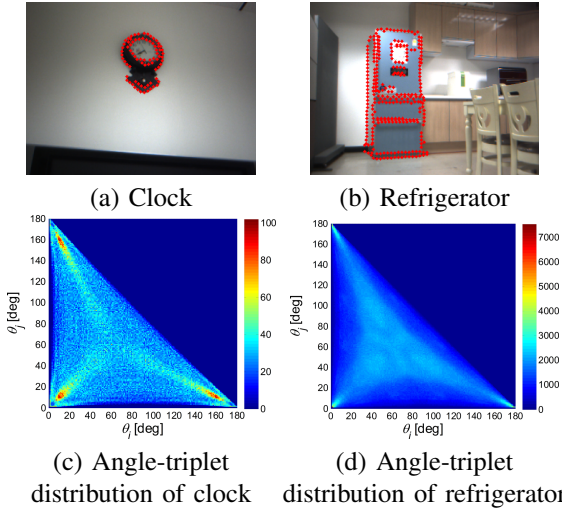 (a) Clock
(b) Refrigerator
180
160
140
120
100
80
60
40
20
0
θj [deg]
0 20 40 60 80 100 120 140 160 180
θi [deg]
100
80
60
40
20
0
180
160
140
120
100
80
60
40
20
0
θj [deg]
0 20 40 60 80 100 120 140 160 180
θi [deg]
7000
6000
5000
4000
3000
2000
1000
0
(c) Angle-triplet
distribution of clock
(d) Angle-triplet
distribution of refrigerator